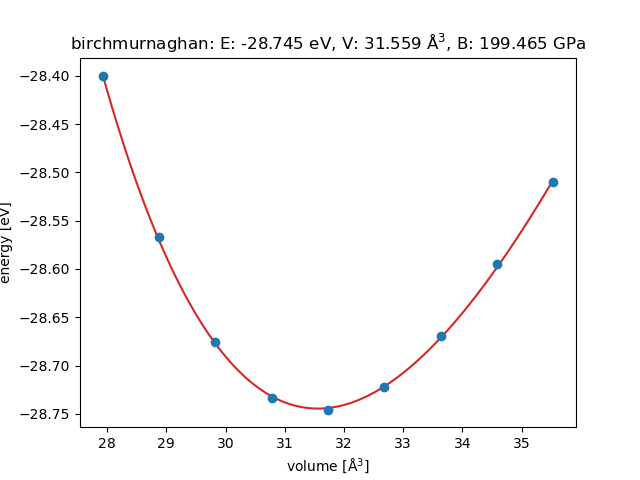 birchmurnaghan: E: -28.745 eV, V: 31.559 Å³, B: 199.465 GPa
energy [eV]
−28.40
−28.45
−28.50
−28.55
−28.60
−28.65
−28.70
−28.75
28 29 30 31 32 33 34 35
volume [Å³]